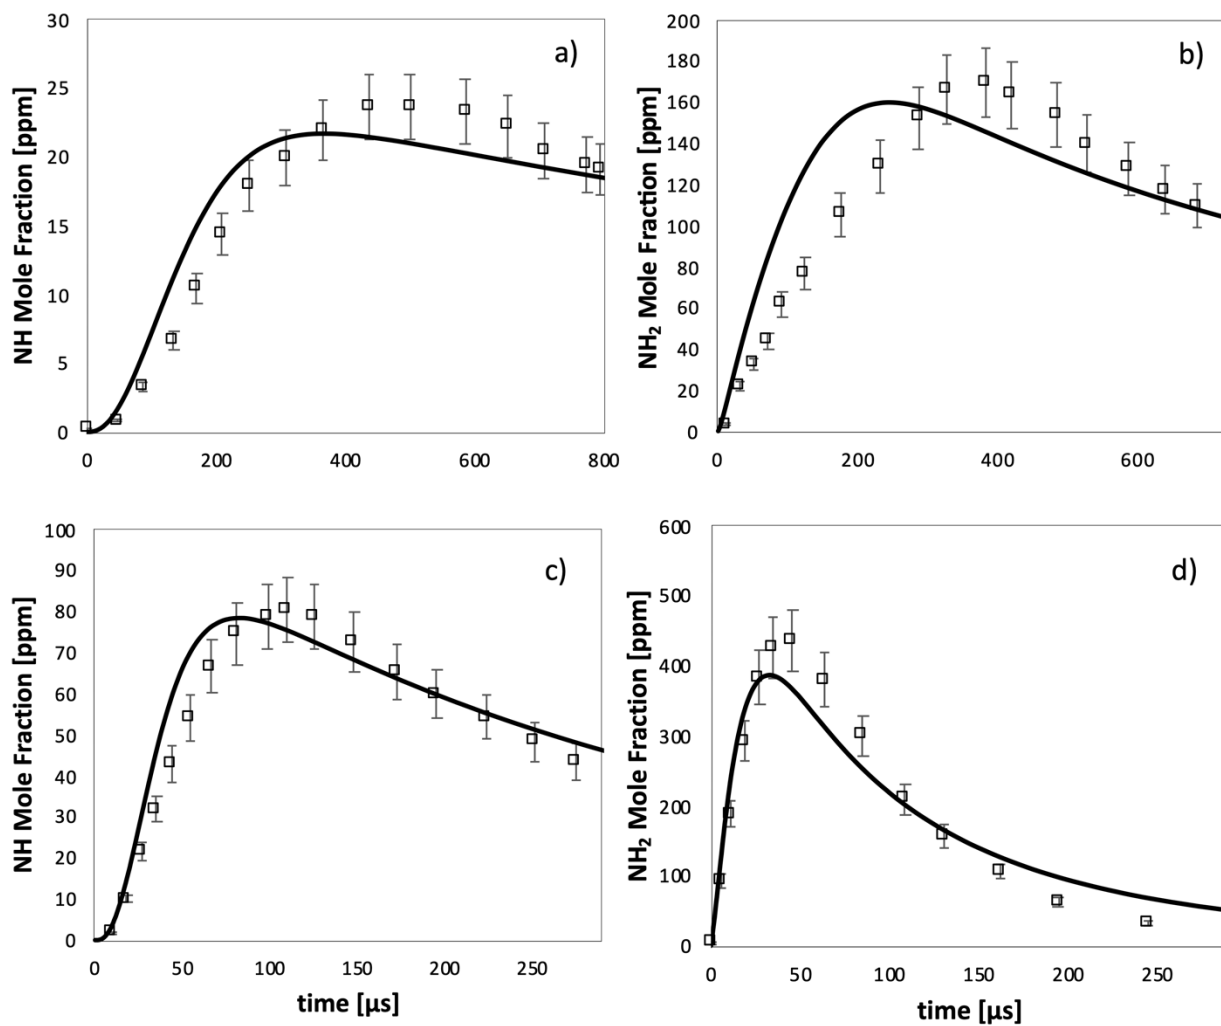 a)
NH Mole Fraction [ppm]
30
25
20
15
10
5
0
0 200 400 600 800
b)
NH₂ Mole Fraction [ppm]
200
180
160
140
120
100
80
60
40
20
0
0 200 400 600
c)
NH Mole Fraction [ppm]
100
90
80
70
60
50
40
30
20
10
0
0 50 100 150 200 250
time [μs]
d)
NH₂ Mole Fraction [ppm]
600
500
400
300
200
100
0
0 50 100 150 200 250
time [μs]